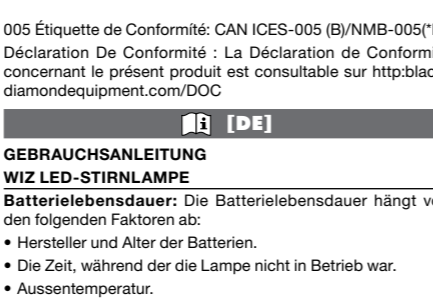 005 Étiquette de Conformité: CAN ICES-005 (B)/NMB-005(*
Déclaration De Conformité : La Déclaration de Conformi
concernant le présent produit est consultable sur http:blac
diamondequipment.com/DOC
[DE]
GEBRAUCHSANLEITUNG
WIZ LED-STIRNLAMPE
Batterielebensdauer: Die Batterielebensdauer hängt v
den folgenden Faktoren ab:
• Hersteller und Alter der Batterien.
• Die Zeit, während der die Lampe nicht in Betrieb war.
• Aussentemperatur.